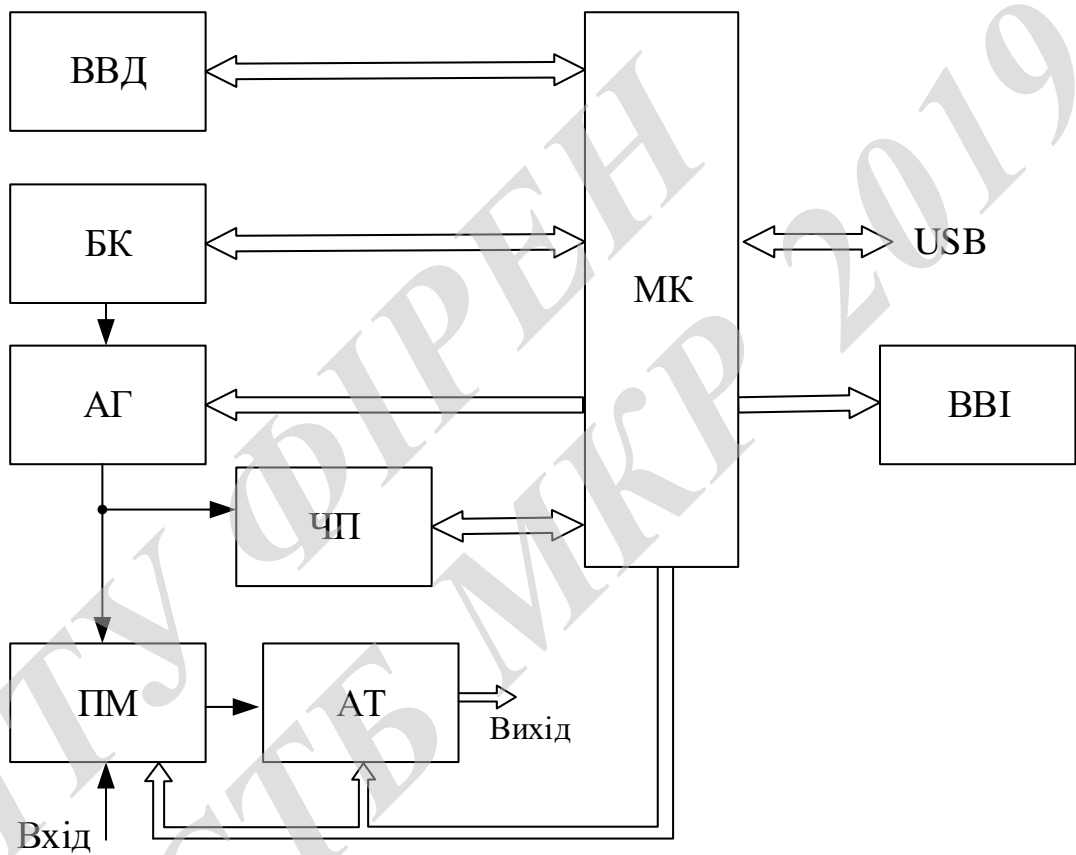 ВВД
БК
МК
USB
АГ
ВВІ
ЧП
ПМ
АТ
Вихід
Вхід
ТУ ФІРЕН
СТБ МКР 2019